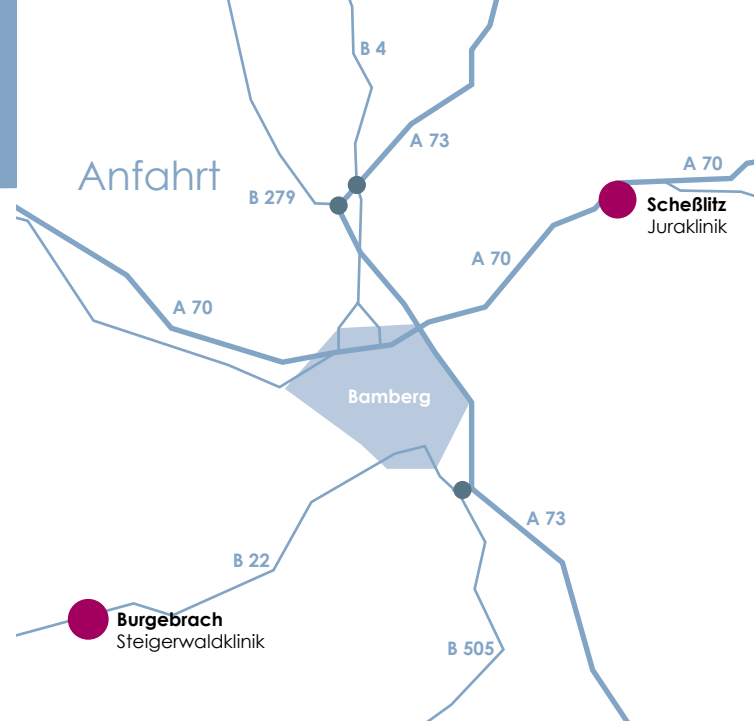 B 4
A 73
A 70
Anfahrt
B 279
Scheßlitz
Juraklinik
A 70
A 70
Bamberg
A 73
B 22
Burgebrach
Steigerwaldklinik
B 505